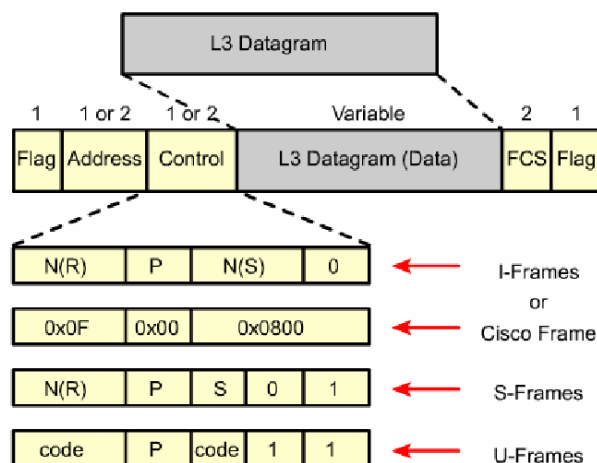 L3 Datagram
1 1 or 2 1 or 2 Variable 2 1
Flag Address Control L3 Datagram (Data) FCS Flag
N(R) P N(S) 0
I-Frames
or
Cisco Frame
0x0F 0x00 0x0800
N(R) P S 0 1
S-Frames
code P code 1 1
U-Frames